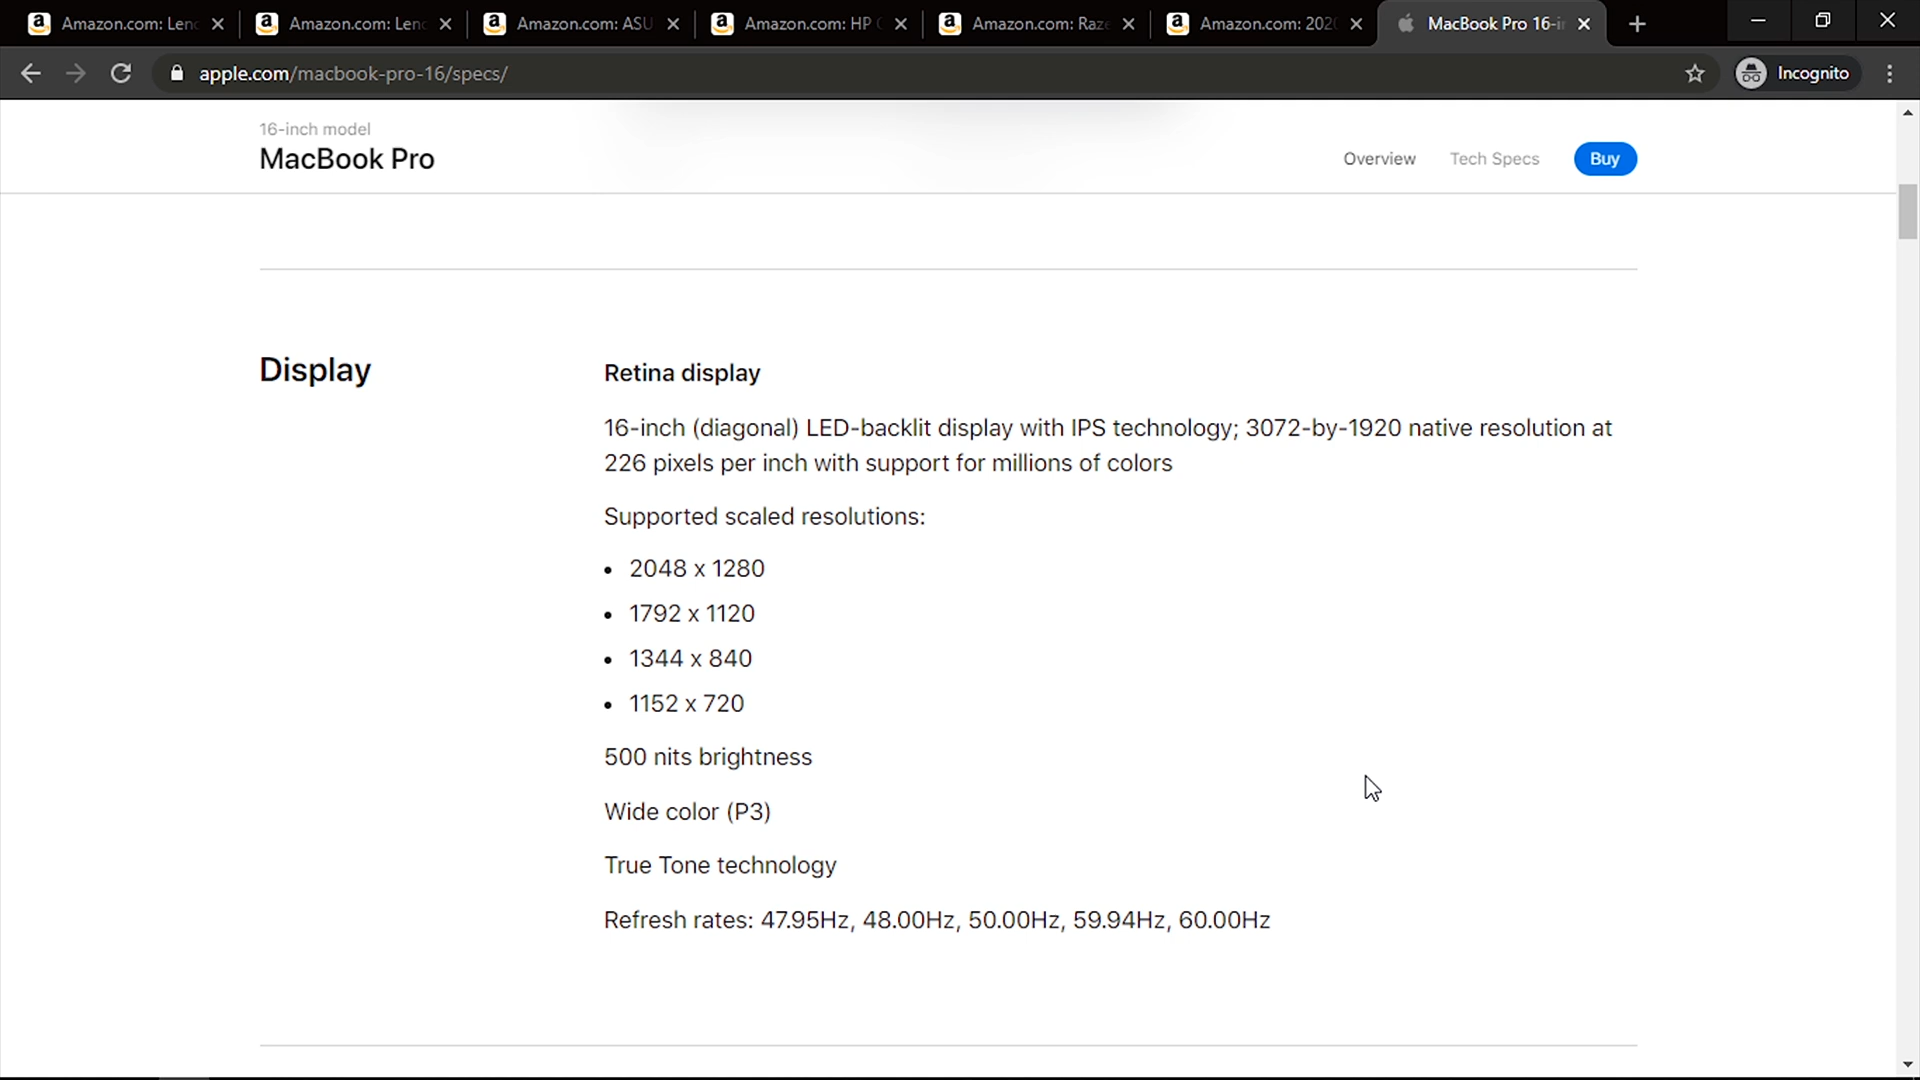 Amazon.com: Leno
Amazon.com: Leno
Amazon.com: ASU
Amazon.com: HP
Amazon.com: Raze
Amazon.com: 202
MacBook Pro 16-i
apple.com/macbook-pro-16/specs/
Incognito
16-inch model
MacBook Pro
Overview
Tech Specs
Buy
Display
Retina display
16-inch (diagonal) LED-backlit display with IPS technology; 3072-by-1920 native resolution at
226 pixels per inch with support for millions of colors
Supported scaled resolutions:
• 2048 x 1280
• 1792 x 1120
• 1344 x 840
• 1152 x 720
500 nits brightness
Wide color (P3)
True Tone technology
Refresh rates: 47.95Hz, 48.00Hz, 50.00Hz, 59.94Hz, 60.00Hz